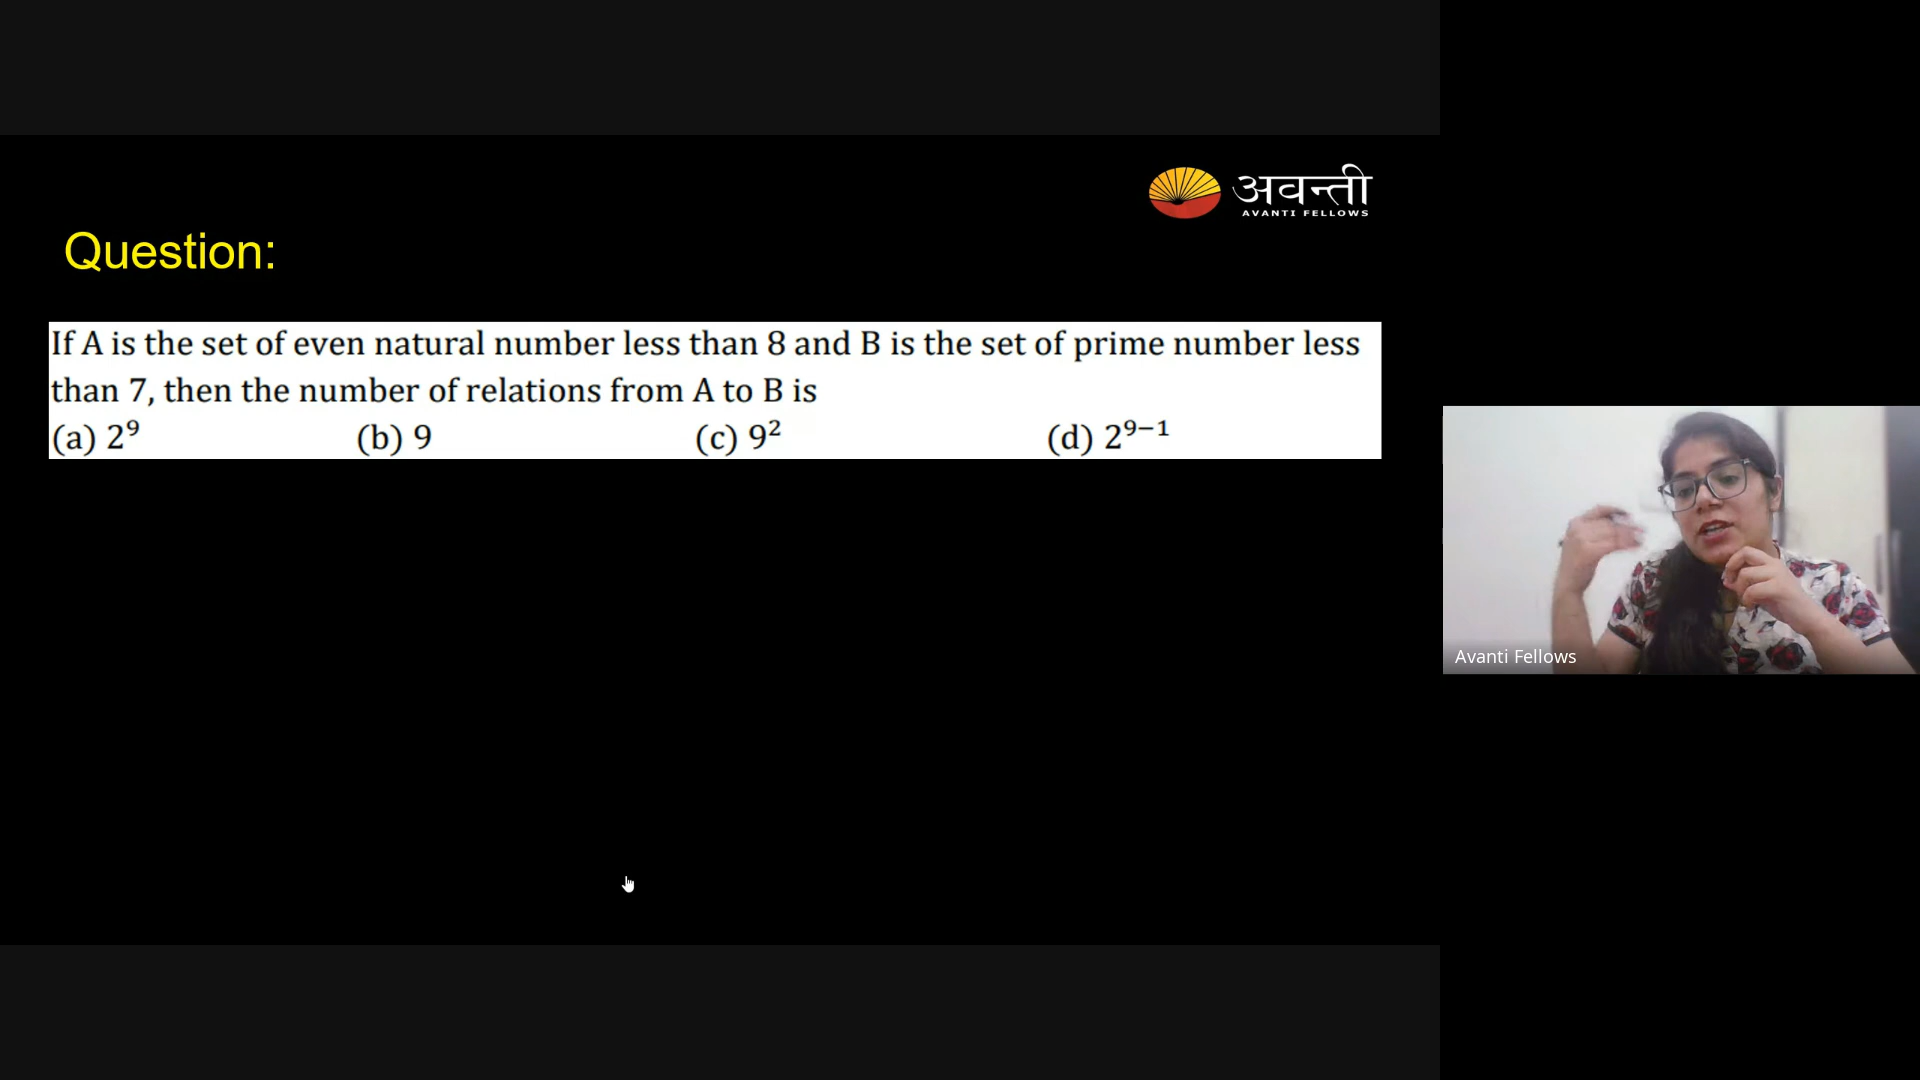 अवन्ती
AVANTI FELLOWS
Question:
If A is the set of even natural number less than 8 and B is the set of prime number less
than 7, then the number of relations from A to B is
(a) 2⁹ (b) 9 (c) 9² (d) 2⁹⁻¹
Avanti Fellows